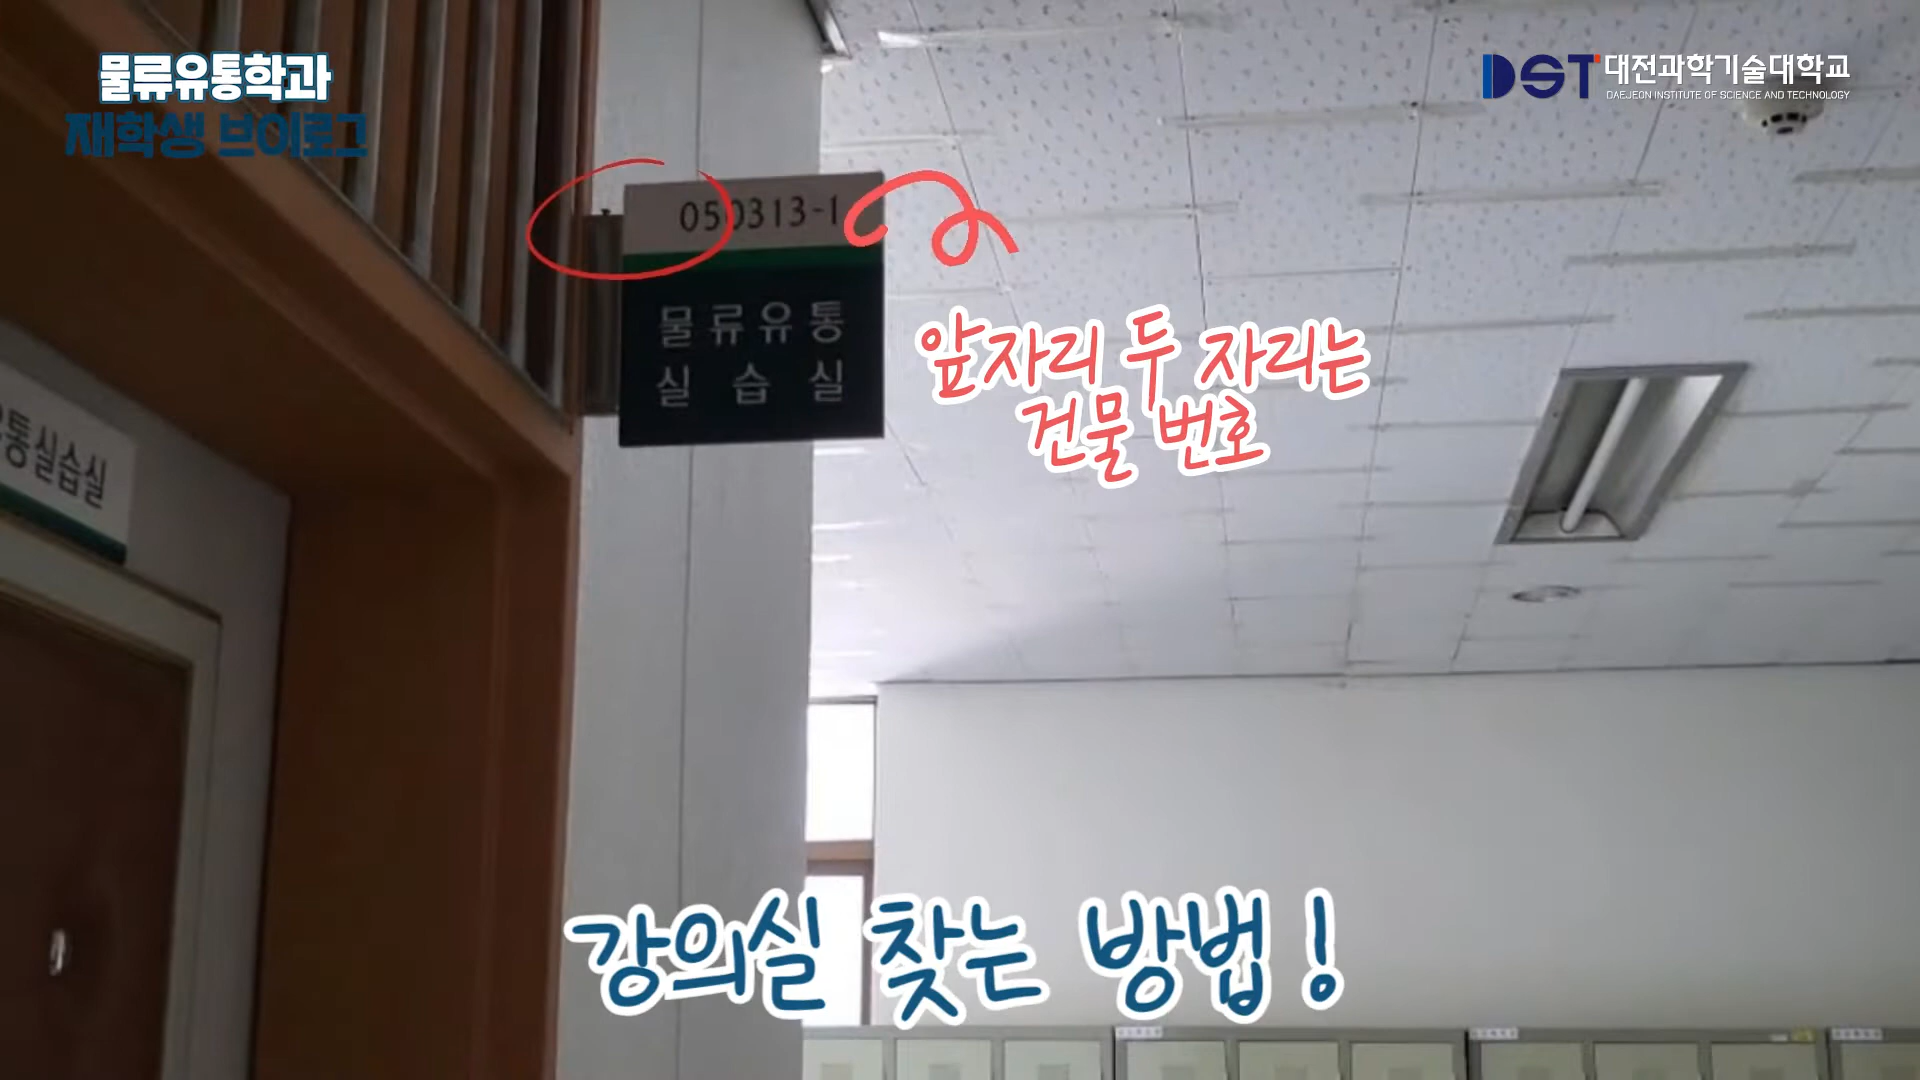 물류유통학과
재학생 브이로그
DST 대전과학기술대학교
DAEJEON INSTITUTE OF SCIENCE AND TECHNOLOGY
050313-1
물류유통
실습실
앞자리 두 자리는
건물 번호
통실습실
강의실 찾는 방법!